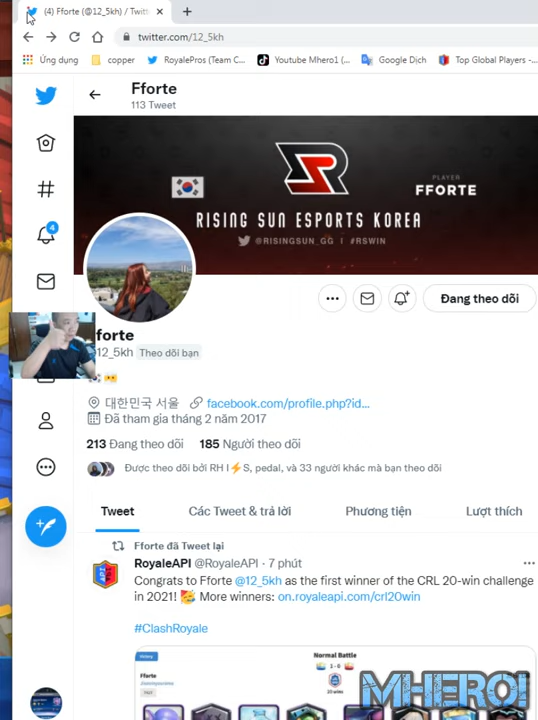 (4) Fforte (@12_5kh) / Twitt
twitter.com/12_5kh
Ứng dụng
copper
RoyalePros (Team C...
Youtube Mhero1 (...
Google Dịch
Top Global Players -...
Fforte
113 Tweet
PLAYER
FFORTE
RISING SUN ESPORTS KOREA
@RISINGSUN_GG | #RSWIN
4
Đang theo dõi
forte
12_5kh Theo dõi bạn
대한민국 서울 facebook.com/profile.php?id...
Đã tham gia tháng 2 năm 2017
213 Đang theo dõi 185 Người theo dõi
Được theo dõi bởi RH I⚡S, pedal, và 33 người khác mà bạn theo dõi
Tweet Các Tweet & trả lời Phương tiện Lượt thích
Fforte đã Tweet lại
RoyaleAPI @RoyaleAPI · 7 phút
Congrats to Fforte @12_5kh as the first winner of the CRL 20-win challenge
in 2021! 🥳 More winners: on.royaleapi.com/crl20win
#ClashRoyale
Normal Battle
1 - 0
Fforte
MHERO!